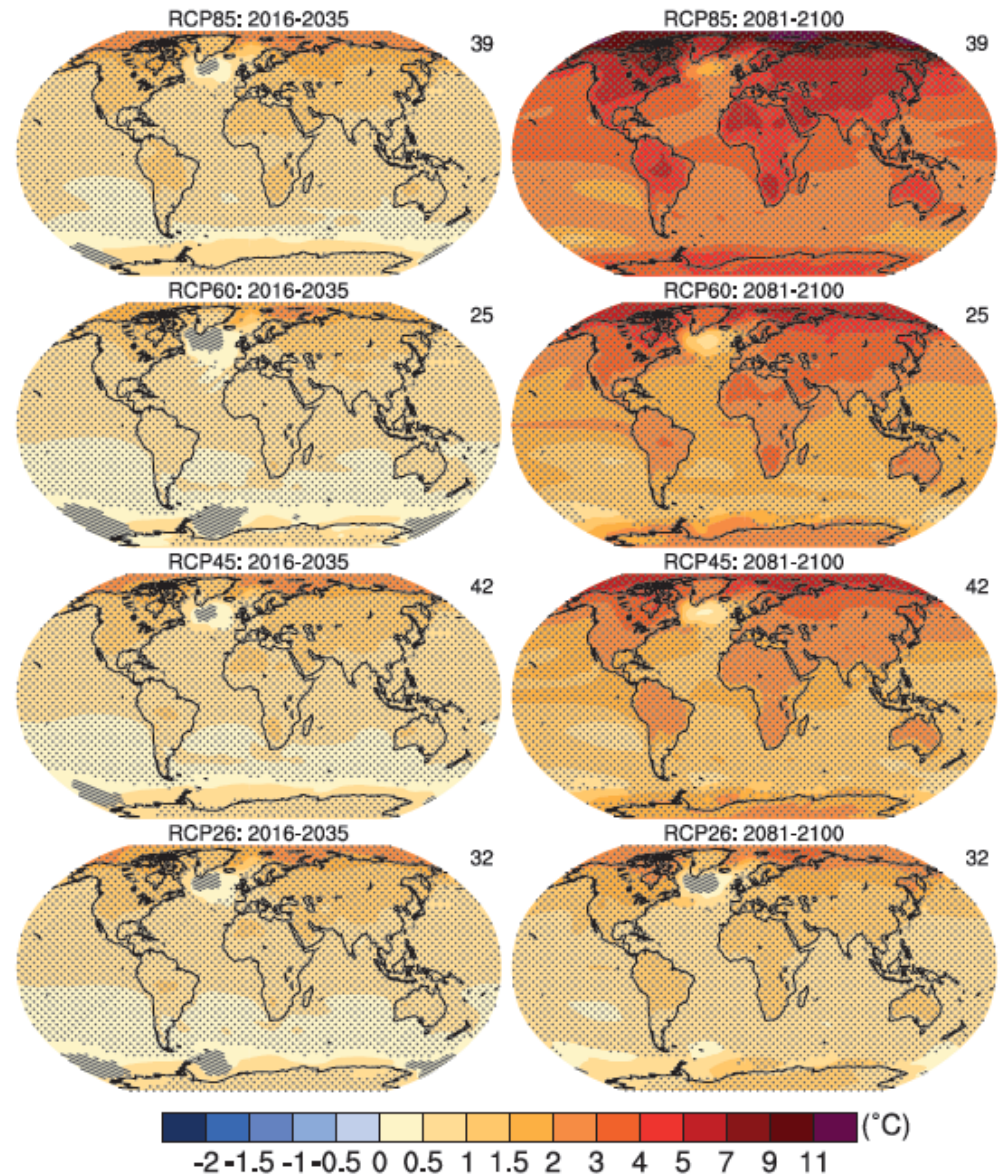 RCP85: 2016-2035
39
RCP85: 2081-2100
39
RCP60: 2016-2035
25
RCP60: 2081-2100
25
RCP45: 2016-2035
42
RCP45: 2081-2100
42
RCP26: 2016-2035
32
RCP26: 2081-2100
32
(°C)
-2 -1.5 -1 -0.5 0 0.5 1 1.5 2 3 4 5 7 9 11